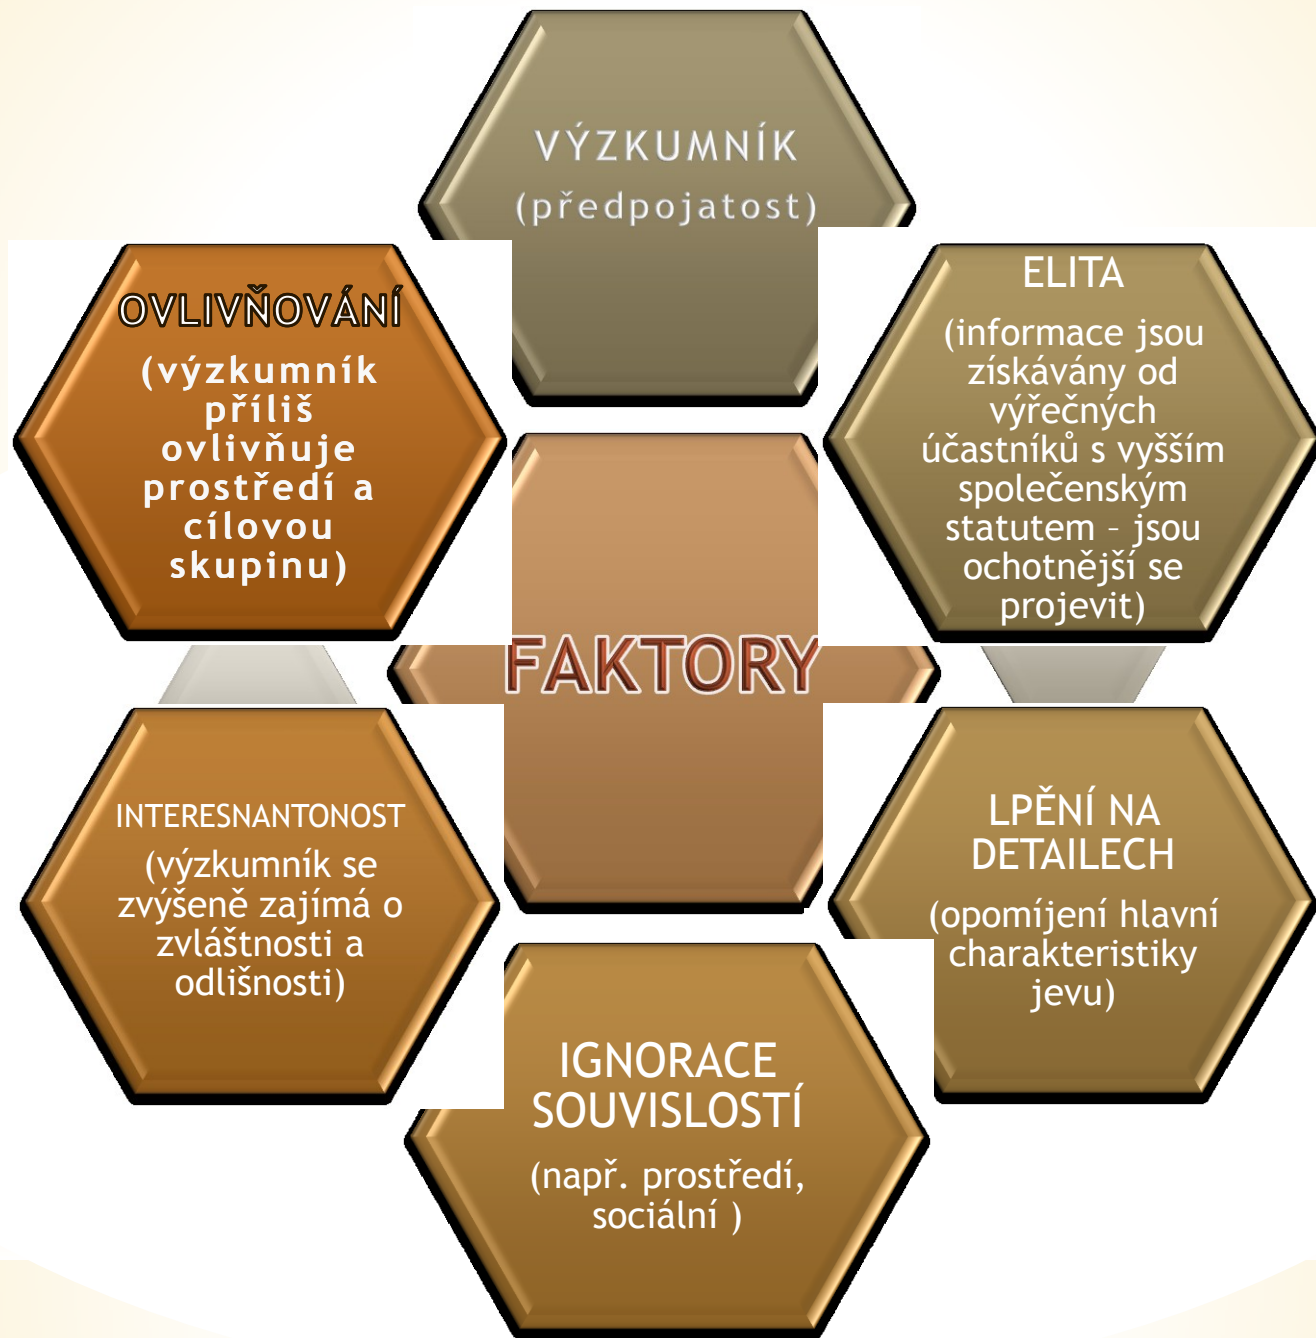 VÝZKUMNÍK
(předpojatost)
OVLIVŇOVÁNÍ
(výzkumník
příliš
ovlivňuje
prostředí a
cílovou
skupinu)
ELITA
(informace jsou
získávány od
výřečných
účastníků s vyšším
společenským
statutem – jsou
ochotnější se
projevit)
FAKTORY
INTERESNANTONOST
(výzkumník se
zvýšeně zajímá o
zvláštnosti a
odlišnosti)
LPĚNÍ NA
DETAILECH
(opomíjení hlavní
charakteristiky
jevu)
IGNORACE
SOUVISLOSTÍ
(např. prostředí,
sociální )